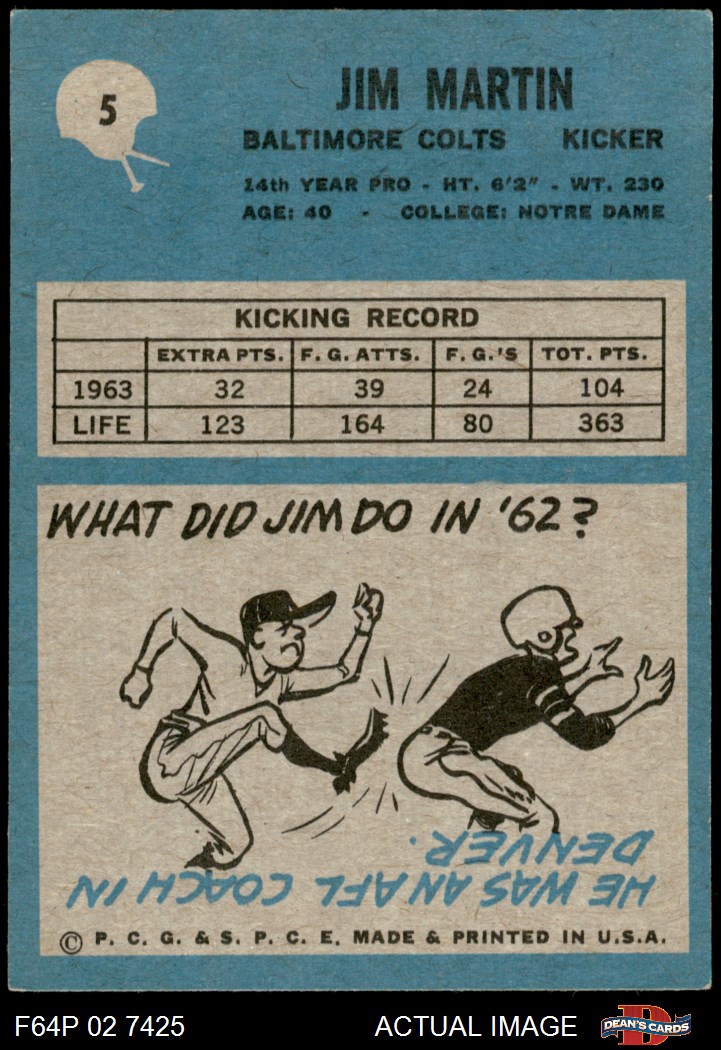 5
JIM MARTIN
BALTIMORE COLTS KICKER
14th YEAR PRO - HT. 6'2" - WT. 230
AGE: 40 - COLLEGE: NOTRE DAME
KICKING RECORD
EXTRA PTS. F. G. ATTS. F. G.'S TOT. PTS.
1963 32 39 24 104
LIFE 123 164 80 363
WHAT DID JIM DO IN '62?
HE WAS AN AFL COACH IN
DENVER.
© P. C. G. & S. P. C. E. MADE & PRINTED IN U.S.A.
F64P 02 7425 ACTUAL IMAGE D DEAN'S CARDS